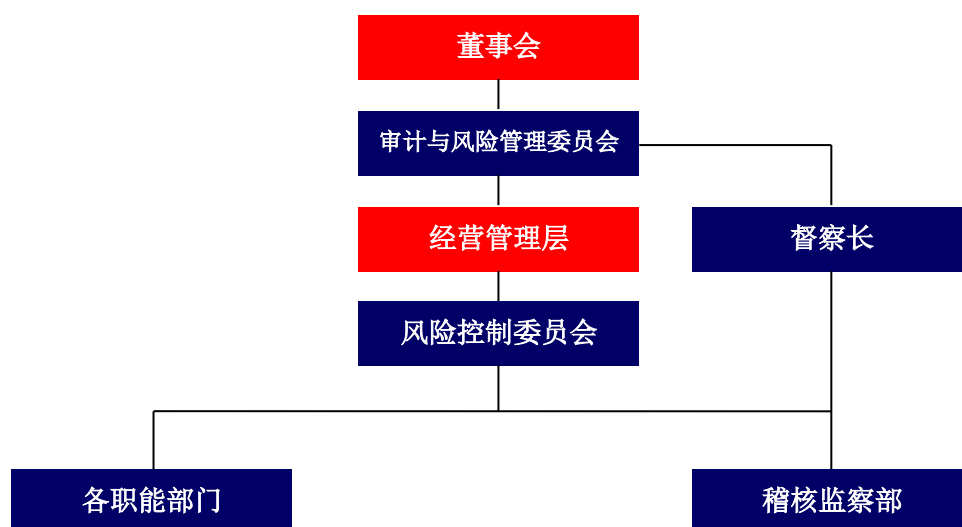 董事会
审计与风险管理委员会
经营管理层
督察长
风险控制委员会
各职能部门
稽核监察部